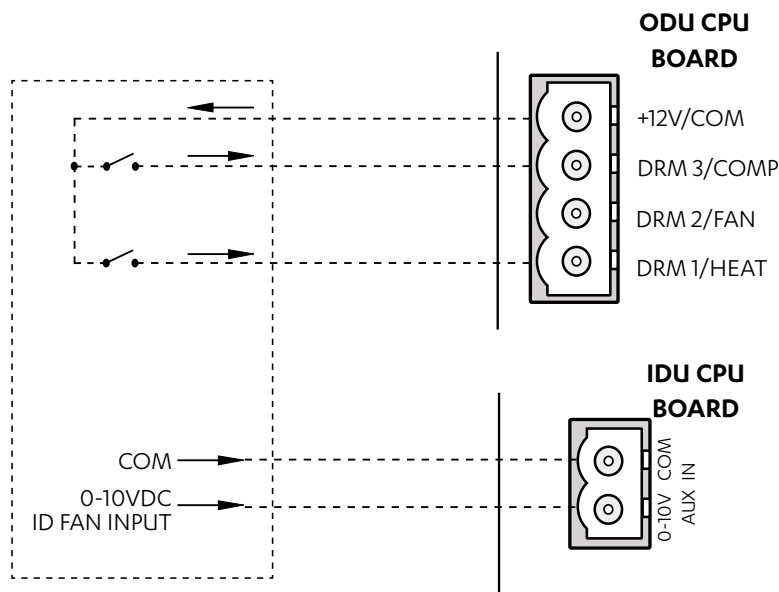 ODU CPU
BOARD
+12V/COM
DRM 3/COMP
DRM 2/FAN
DRM 1/HEAT
IDU CPU
BOARD
COM
0-10VDC
ID FAN INPUT
0-10V COM
AUX IN